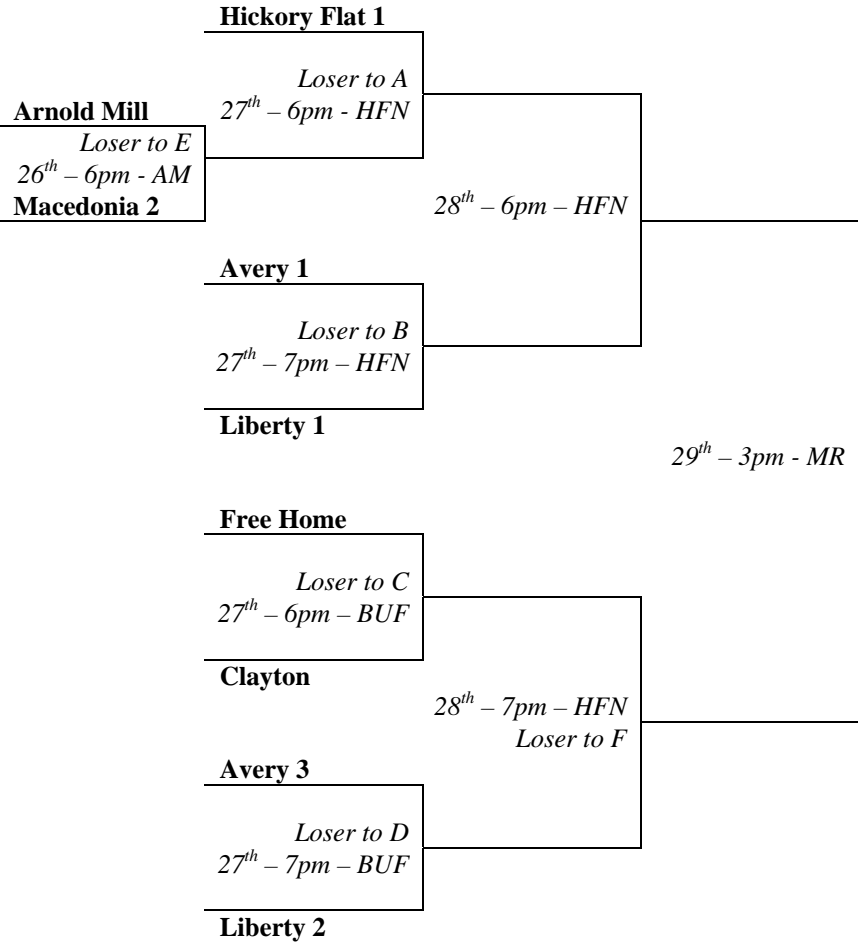 Hickory Flat 1
Loser to A
27th – 6pm - HFN
Arnold Mill
Loser to E
26th – 6pm - AM
Macedonia 2
28th – 6pm – HFN
Avery 1
Loser to B
27th – 7pm – HFN
Liberty 1
29th – 3pm - MR
Free Home
Loser to C
27th – 6pm – BUF
Clayton
28th – 7pm – HFN
Loser to F
Avery 3
Loser to D
27th – 7pm – BUF
Liberty 2